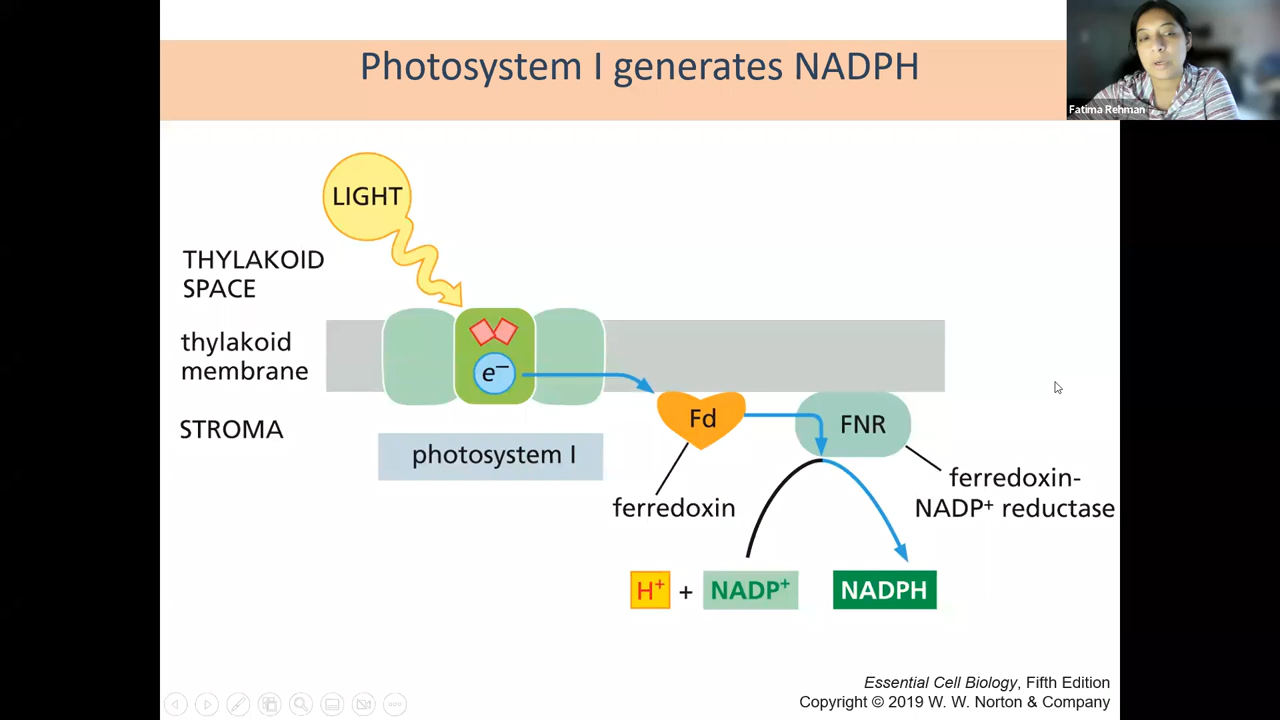 Photosystem I generates NADPH
Fatima Rehman
LIGHT
THYLAKOID
SPACE
thylakoid
membrane
e−
STROMA
photosystem I
Fd
FNR
ferredoxin
ferredoxin-
NADP+ reductase
H+ + NADP+
NADPH
Essential Cell Biology, Fifth Edition
Copyright © 2019 W. W. Norton & Company